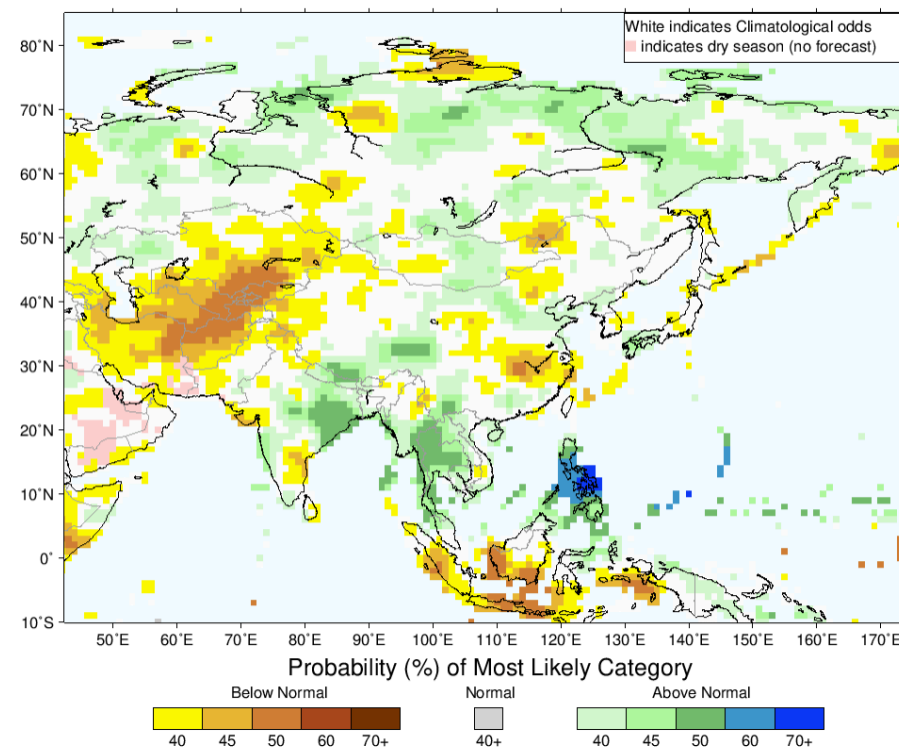 White indicates Climatological odds
indicates dry season (no forecast)
80°N
70°N
60°N
50°N
40°N
30°N
20°N
10°N
0°
10°S
50°E 60°E 70°E 80°E 90°E 100°E 110°E 120°E 130°E 140°E 150°E 160°E 170°E
Probability (%) of Most Likely Category
Below Normal Normal Above Normal
40 45 50 60 70+ 40+ 40 45 50 60 70+